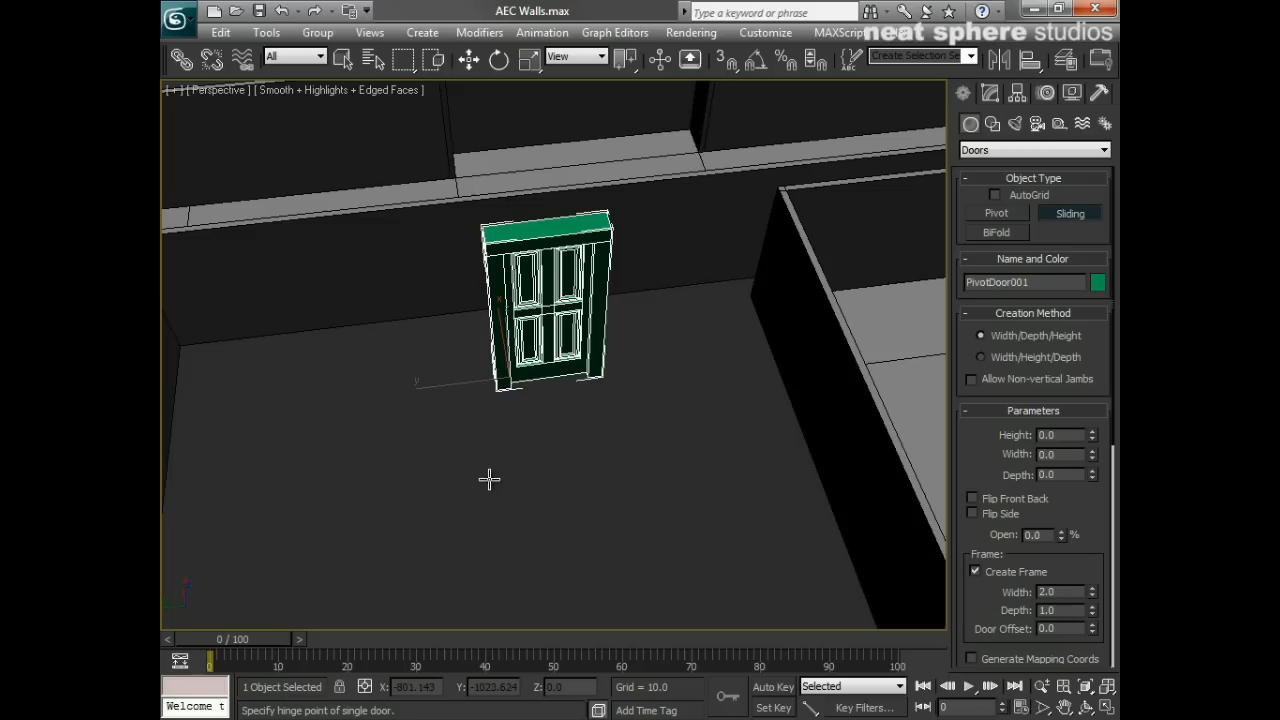 AEC Walls.max
Type a keyword or phrase
neat sphere studios
Edit Tools Group Views Create Modifiers Animation Graph Editors Rendering Customize MAXScript
All
View
Create Selection Se
[ + ] [ Perspective ] [ Smooth + Highlights + Edged Faces ]
Doors
- Object Type
AutoGrid
Pivot Sliding
BiFold
- Name and Color
PivotDoor001
- Creation Method
Width/Depth/Height
Width/Height/Depth
Allow Non-vertical Jambs
- Parameters
Height: 0.0
Width: 0.0
Depth: 0.0
Flip Front Back
Flip Side
Open: 0.0 %
Frame:
Create Frame
Width: 2.0
Depth: 1.0
Door Offset: 0.0
Generate Mapping Coords
x
y
< 0 / 100 >
0 10 20 30 40 50 60 70 80 90 100
1 Object Selected X: -801.143 Y: -1023.624 Z: 0.0 Grid = 10.0 Auto Key Selected
Welcome t Specify hinge point of single door. Add Time Tag Set Key Key Filters... 0